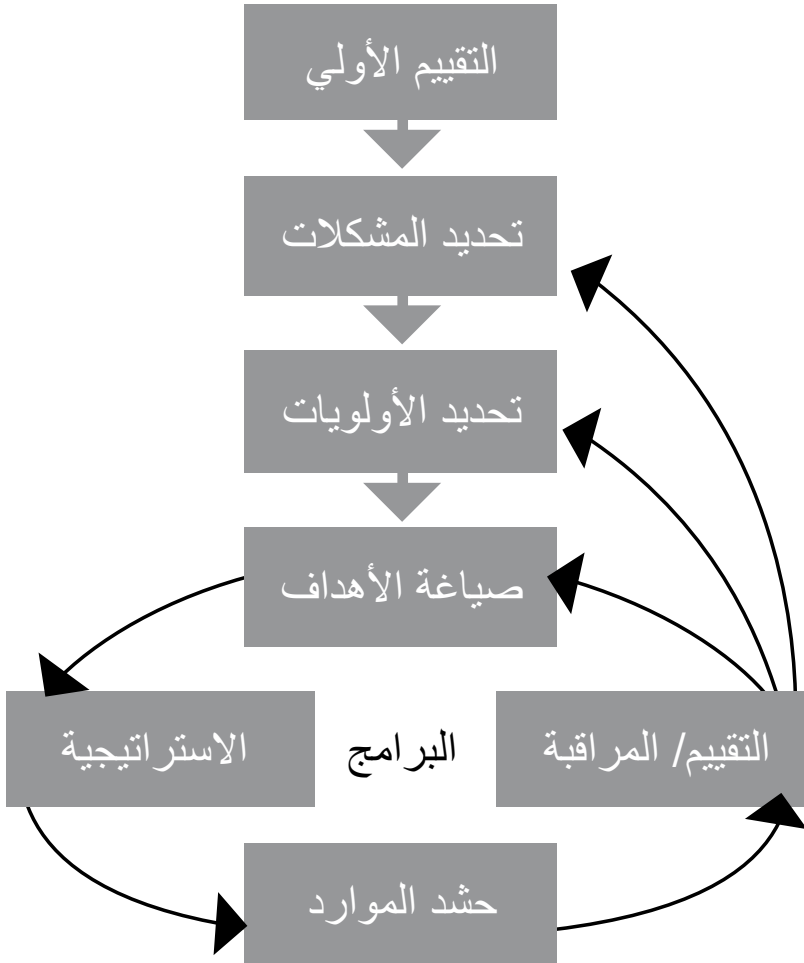 التقييم الأولي
تحديد المشكلات
تحديد الأولويات
صياغة الأهداف
التقييم/ المراقبة
البرامج
الاستراتيجية
حشد الموارد